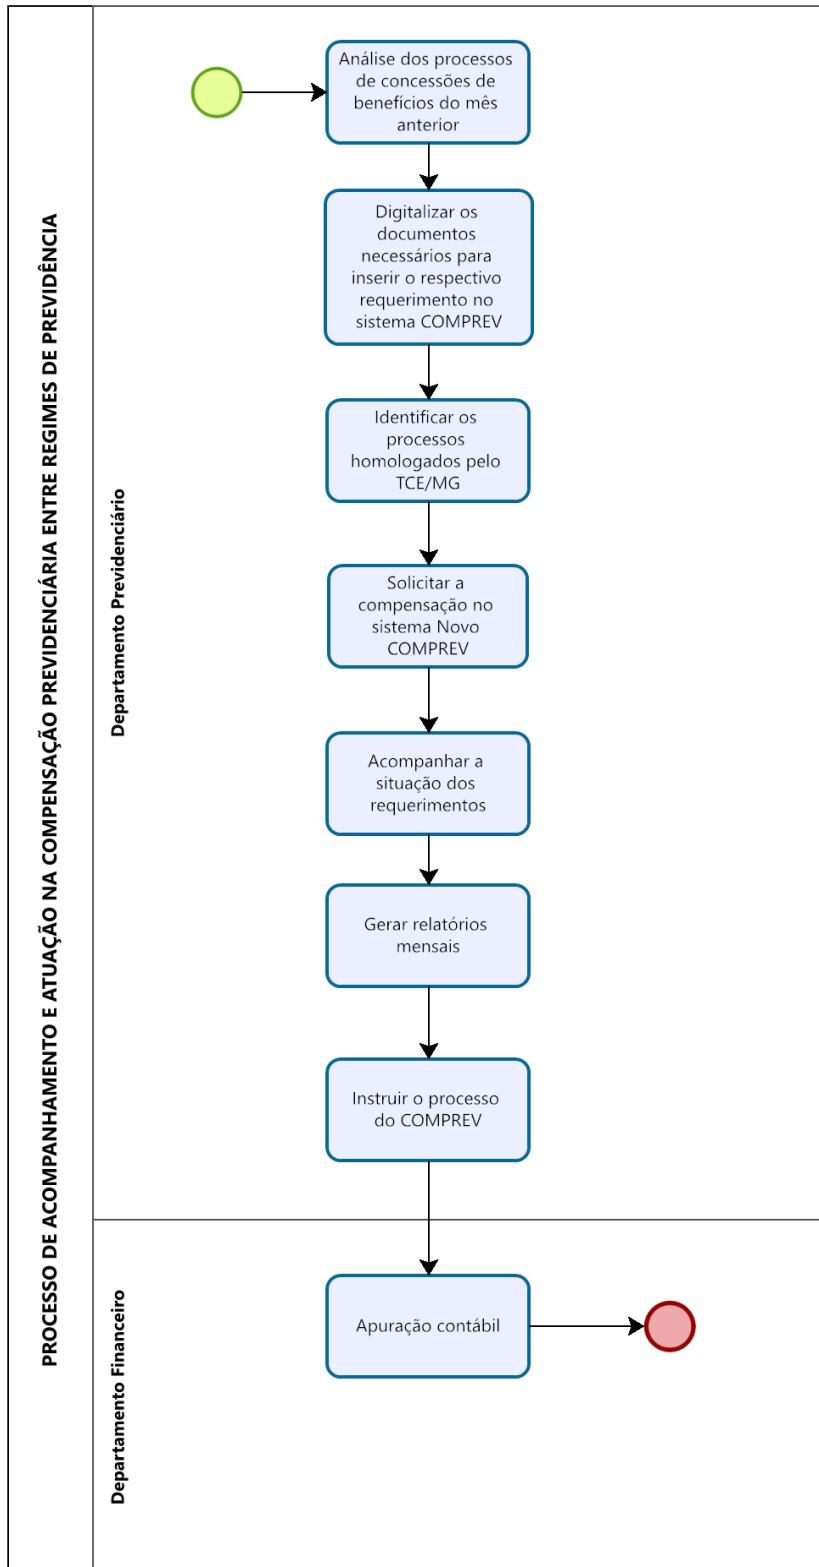 PROCESSO DE ACOMPANHAMENTO E ATUAÇÃO NA COMPENSAÇÃO PREVIDENCIÁRIA ENTRE REGIMES DE PREVIDÊNCIA
Departamento Previdenciário
Análise dos processos
de concessões de
benefícios do mês
anterior
Digitalizar os
documentos
necessários para
inserir o respectivo
requerimento no
sistema COMPREV
Identificar os
processos
homologados pelo
TCE/MG
Solicitar a
compensação no
sistema Novo
COMPREV
Acompanhar a
situação dos
requerimentos
Gerar relatórios
mensais
Instruir o processo
do COMPREV
Departamento Financeiro
Apuração contábil